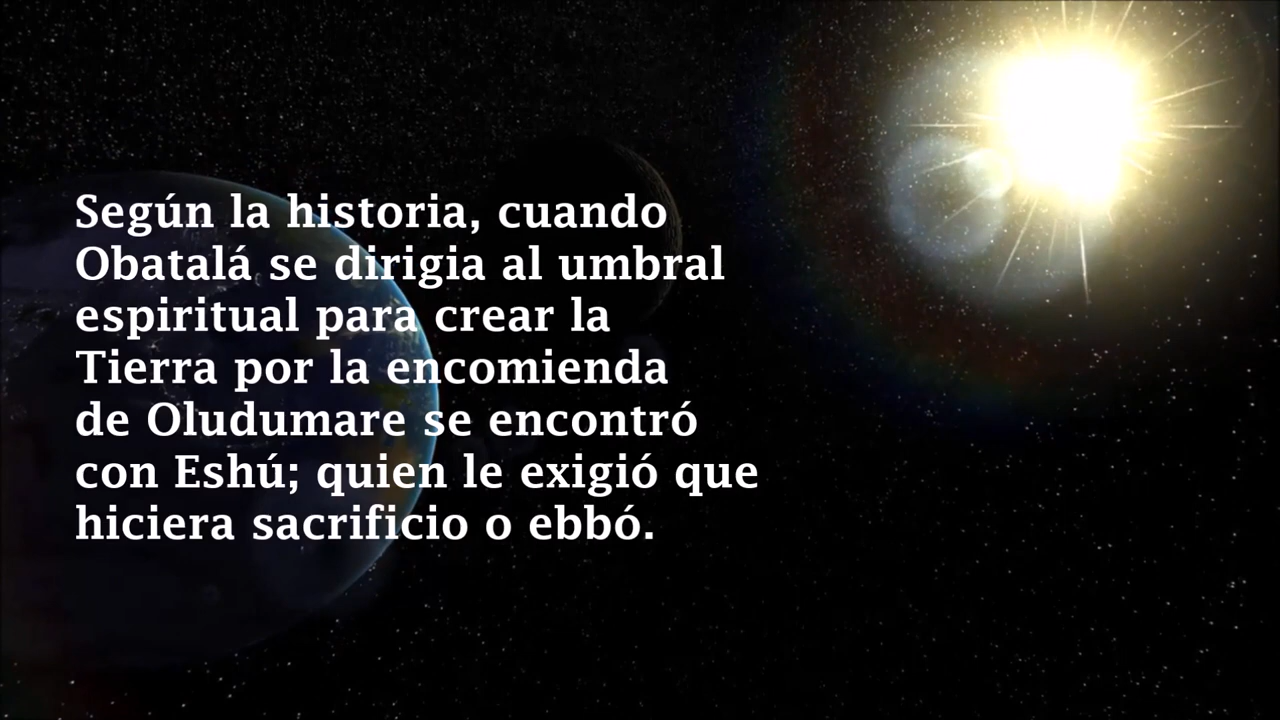 Según la historia, cuando
Obatalá se dirigia al umbral
espiritual para crear la
Tierra por la encomienda
de Oludumare se encontró
con Eshú; quien le exigió que
hiciera sacrificio o ebbó.